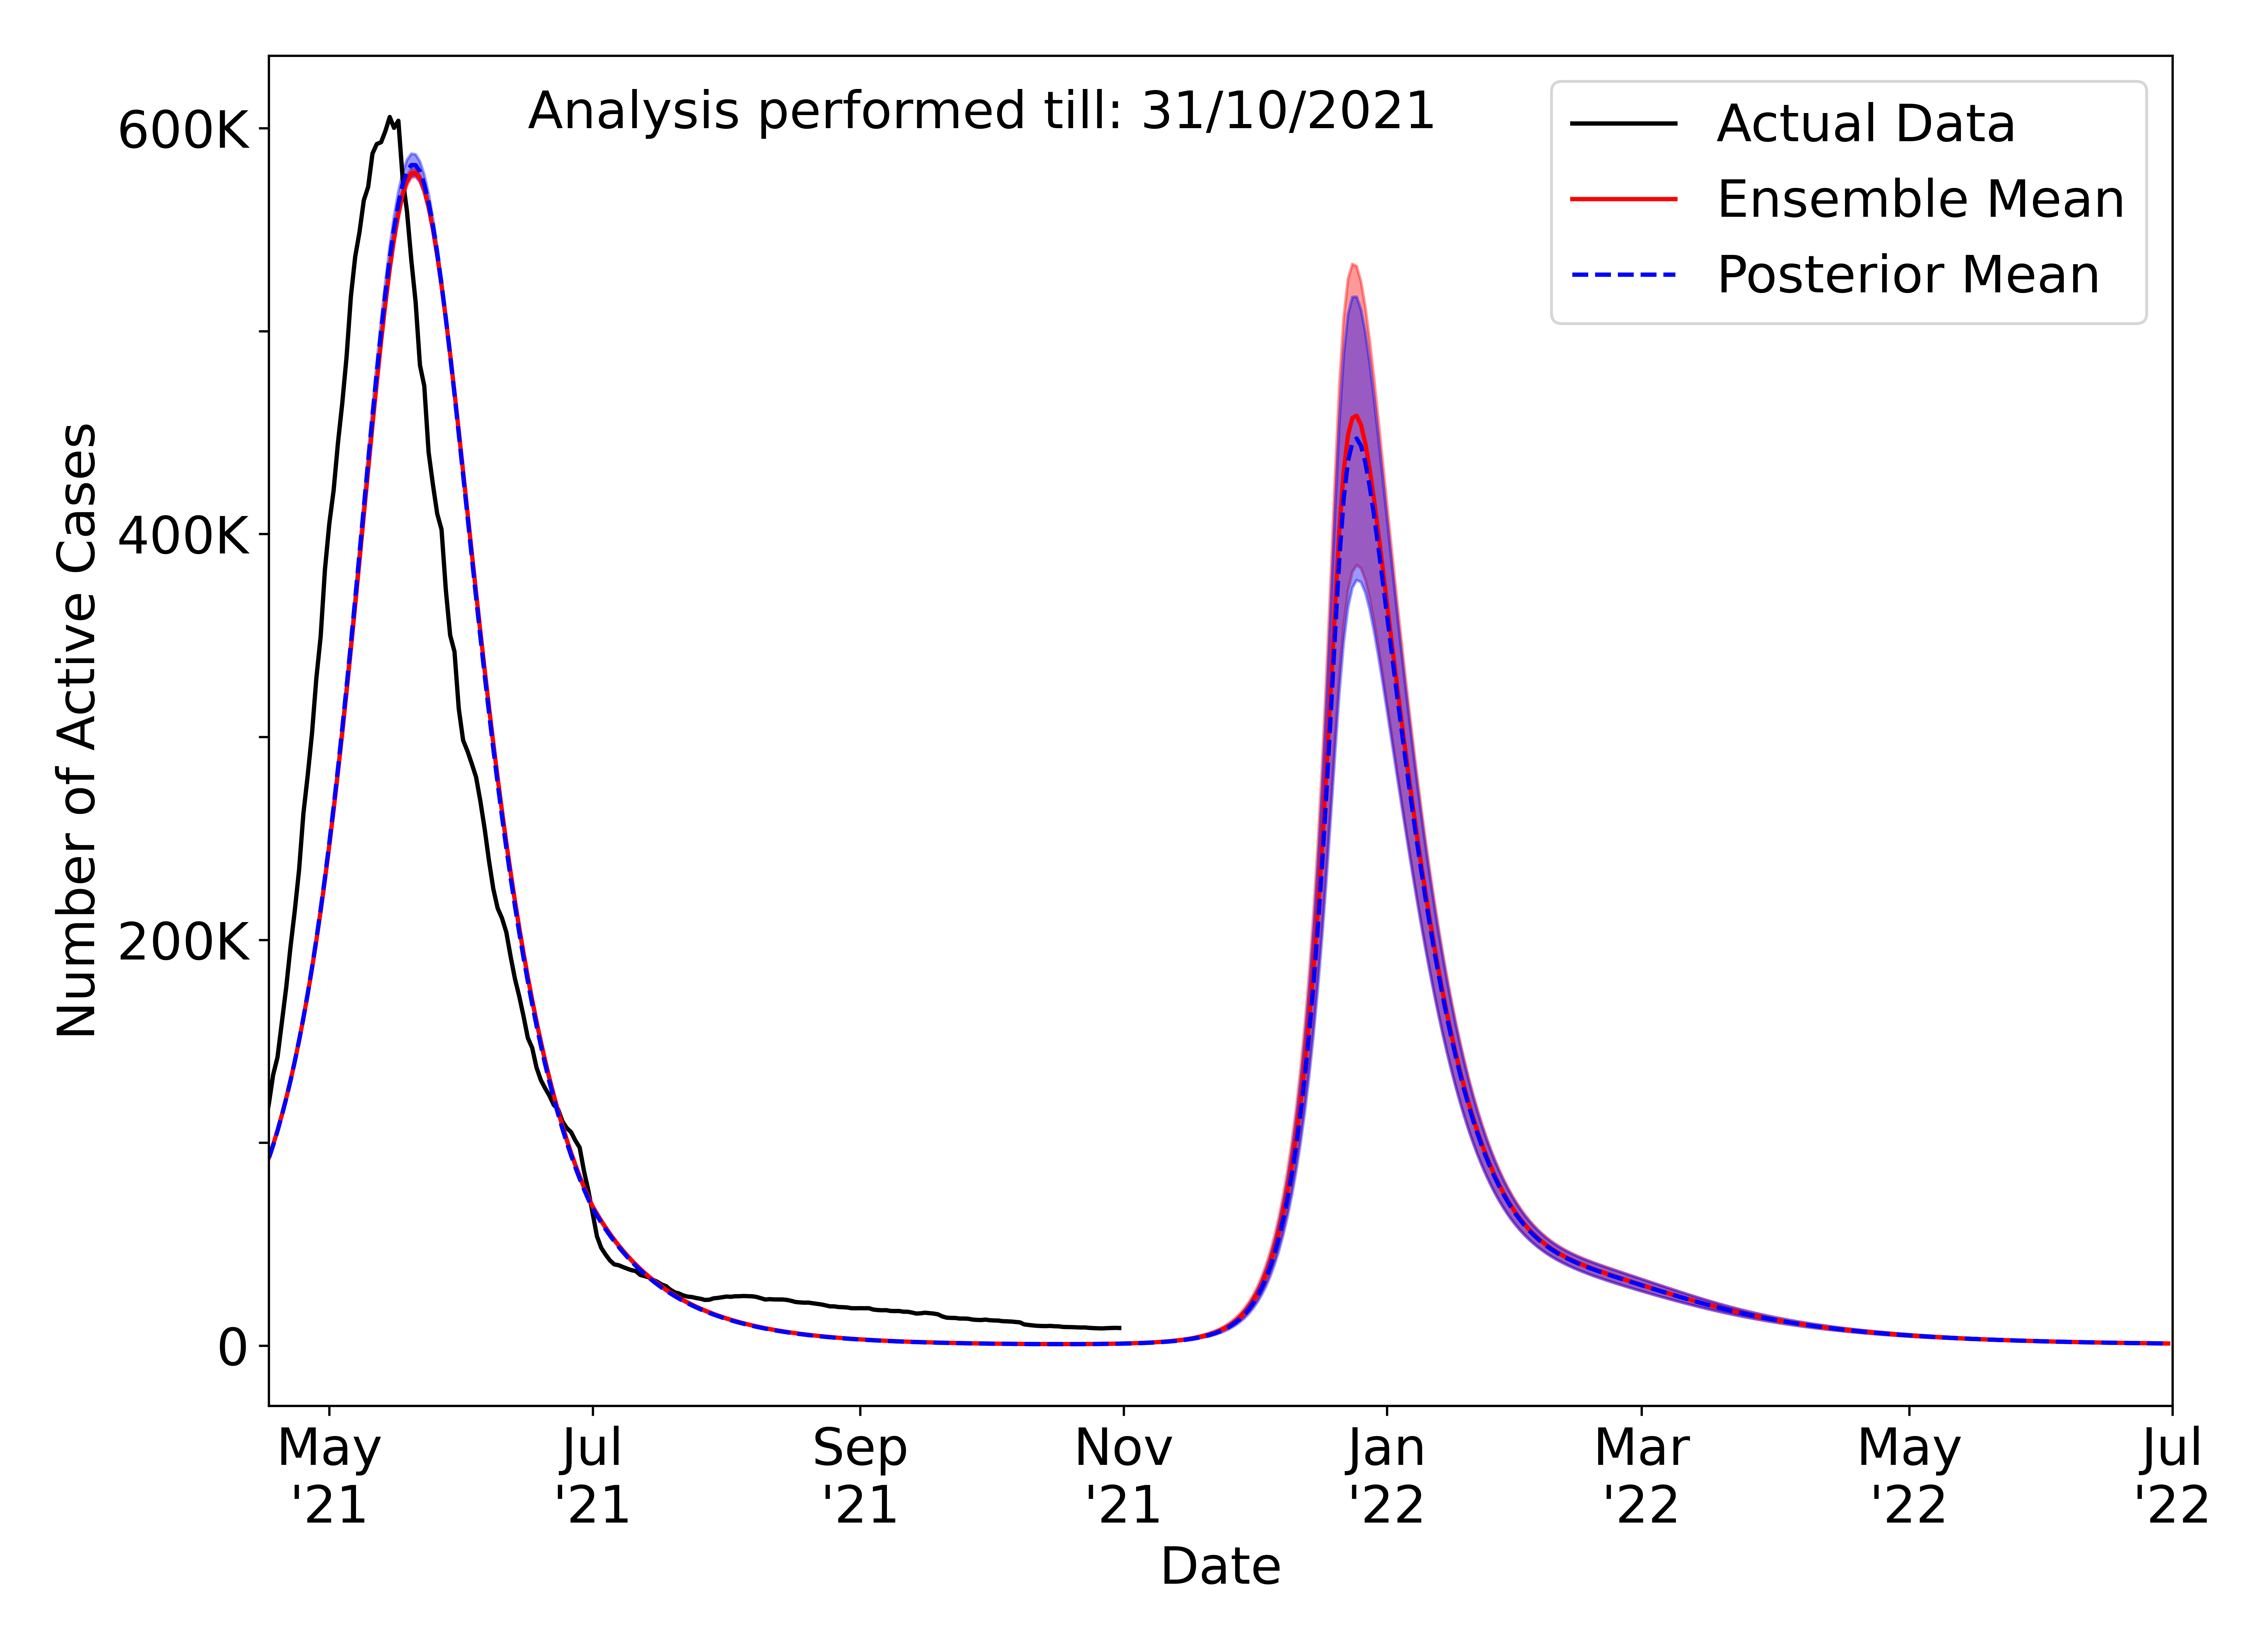 Analysis performed till: 31/10/2021
Actual Data
Ensemble Mean
Posterior Mean
Number of Active Cases
600K
400K
200K
0
May Jul Sep Nov Jan Mar May Jul
'21 '21 '21 '21 '22 '22 '22 '22
Date